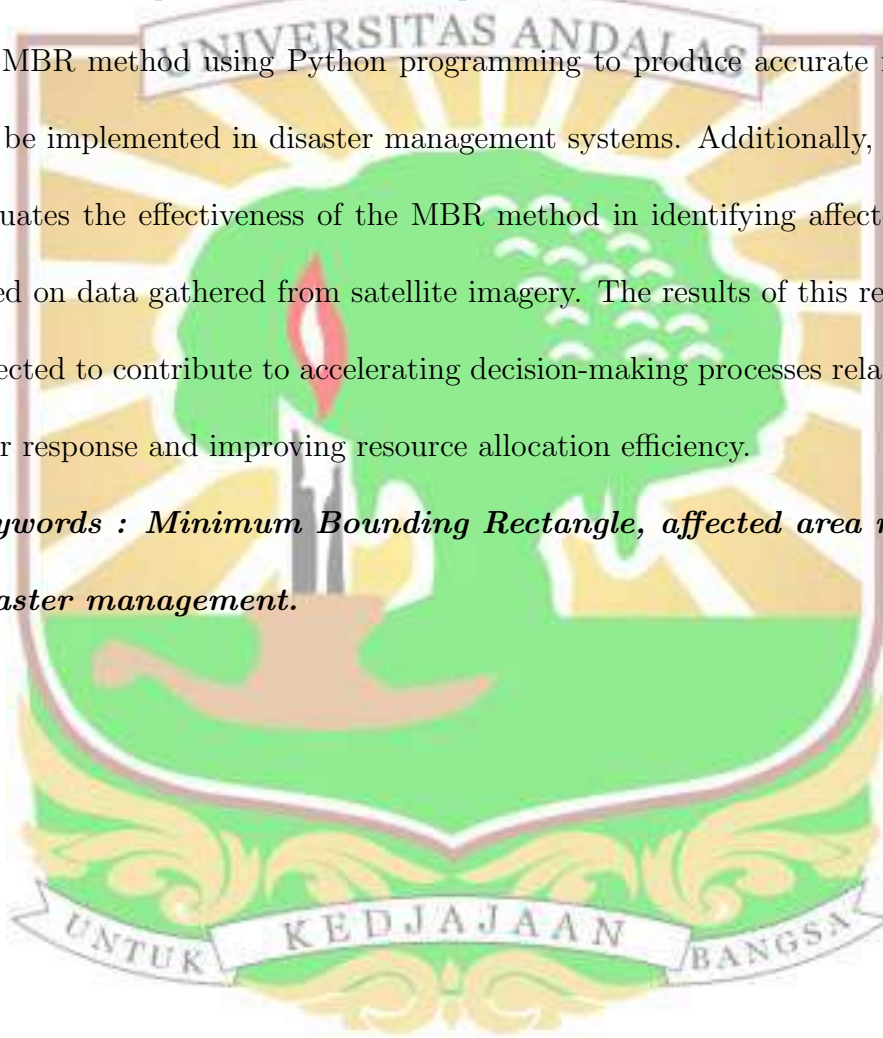 UNIVERSITAS ANDALAS
MBR method using Python programming to produce accurate
be implemented in disaster management systems. Additionally,
uates the effectiveness of the MBR method in identifying affect
ed on data gathered from satellite imagery. The results of this re
ected to contribute to accelerating decision-making processes rela
r response and improving resource allocation efficiency.
ywords : Minimum Bounding Rectangle, affected area
aster management.
UNTUK KEDJAJAAN BANGSA